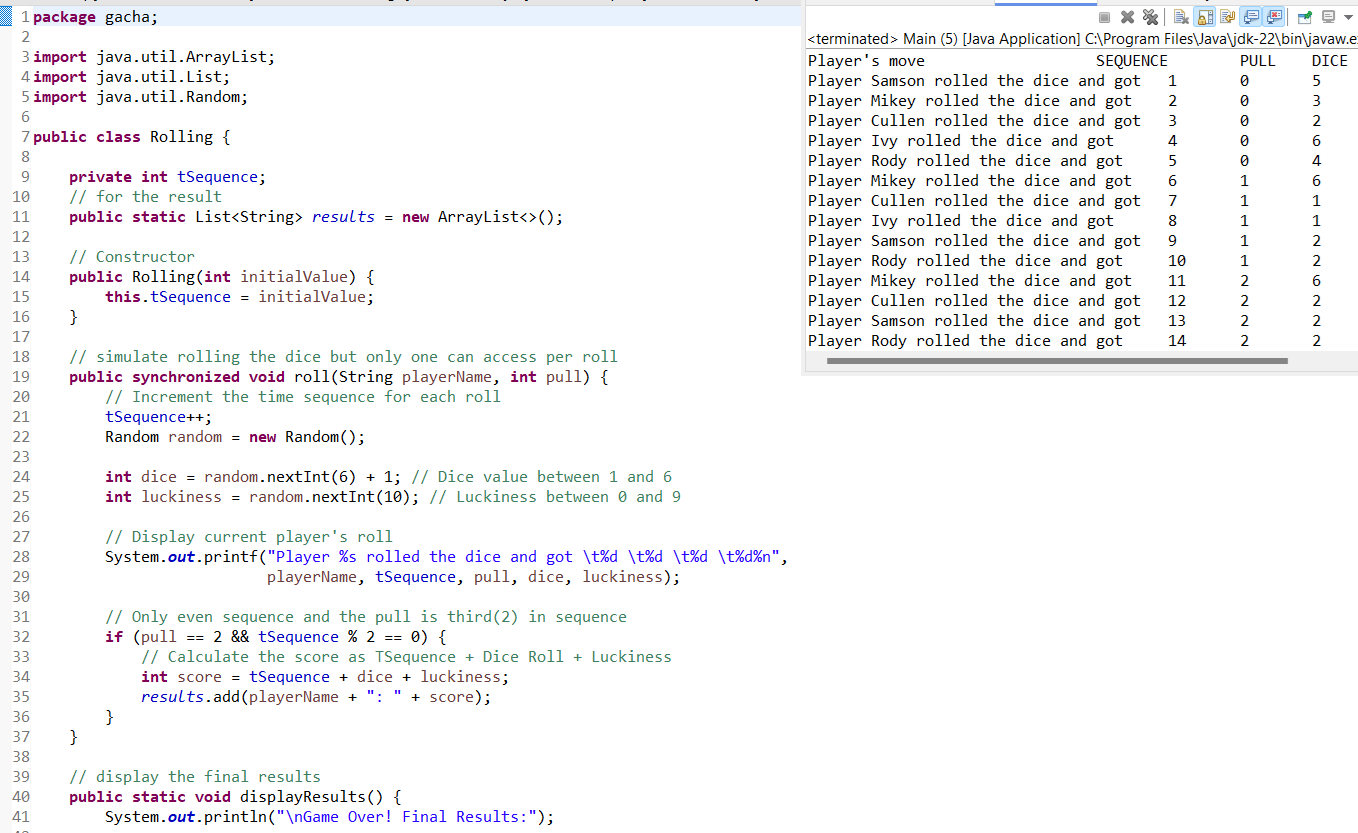 1 package gacha;
2
3 import java.util.ArrayList;
4 import java.util.List;
5 import java.util.Random;
6
7 public class Rolling {
8
9     private int tSequence;
10     // for the result
11     public static List<String> results = new ArrayList<>();
12
13     // Constructor
14     public Rolling(int initialValue) {
15         this.tSequence = initialValue;
16     }
17
18     // simulate rolling the dice but only one can access per roll
19     public synchronized void roll(String playerName, int pull) {
20         // Increment the time sequence for each roll
21         tSequence++;
22         Random random = new Random();
23
24         int dice = random.nextInt(6) + 1; // Dice value between 1 and 6
25         int luckiness = random.nextInt(10); // Luckiness between 0 and 9
26
27         // Display current player's roll
28         System.out.printf("Player %s rolled the dice and got \t%d \t%d \t%d \t%d%n",
29                           playerName, tSequence, pull, dice, luckiness);
30
31         // Only even sequence and the pull is third(2) in sequence
32         if (pull == 2 && tSequence % 2 == 0) {
33             // Calculate the score as TSequence + Dice Roll + Luckiness
34             int score = tSequence + dice + luckiness;
35             results.add(playerName + ": " + score);
36         }
37     }
38
39     // display the final results
40     public static void displayResults() {
41         System.out.println("\nGame Over! Final Results:");
<terminated> Main (5) [Java Application] C:\Program Files\Java\jdk-22\bin\javaw.e
Player's move SEQUENCE PULL DICE
Player Samson rolled the dice and got 1 0 5
Player Mikey rolled the dice and got 2 0 3
Player Cullen rolled the dice and got 3 0 2
Player Ivy rolled the dice and got 4 0 6
Player Rody rolled the dice and got 5 0 4
Player Mikey rolled the dice and got 6 1 6
Player Cullen rolled the dice and got 7 1 1
Player Ivy rolled the dice and got 8 1 1
Player Samson rolled the dice and got 9 1 2
Player Rody rolled the dice and got 10 1 2
Player Mikey rolled the dice and got 11 2 6
Player Cullen rolled the dice and got 12 2 2
Player Samson rolled the dice and got 13 2 2
Player Rody rolled the dice and got 14 2 2